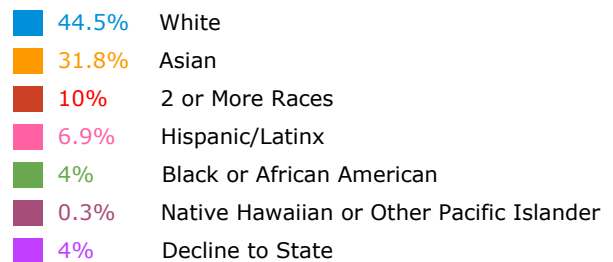 44.5% White
31.8% Asian
10% 2 or More Races
6.9% Hispanic/Latinx
4% Black or African American
0.3% Native Hawaiian or Other Pacific Islander
4% Decline to State